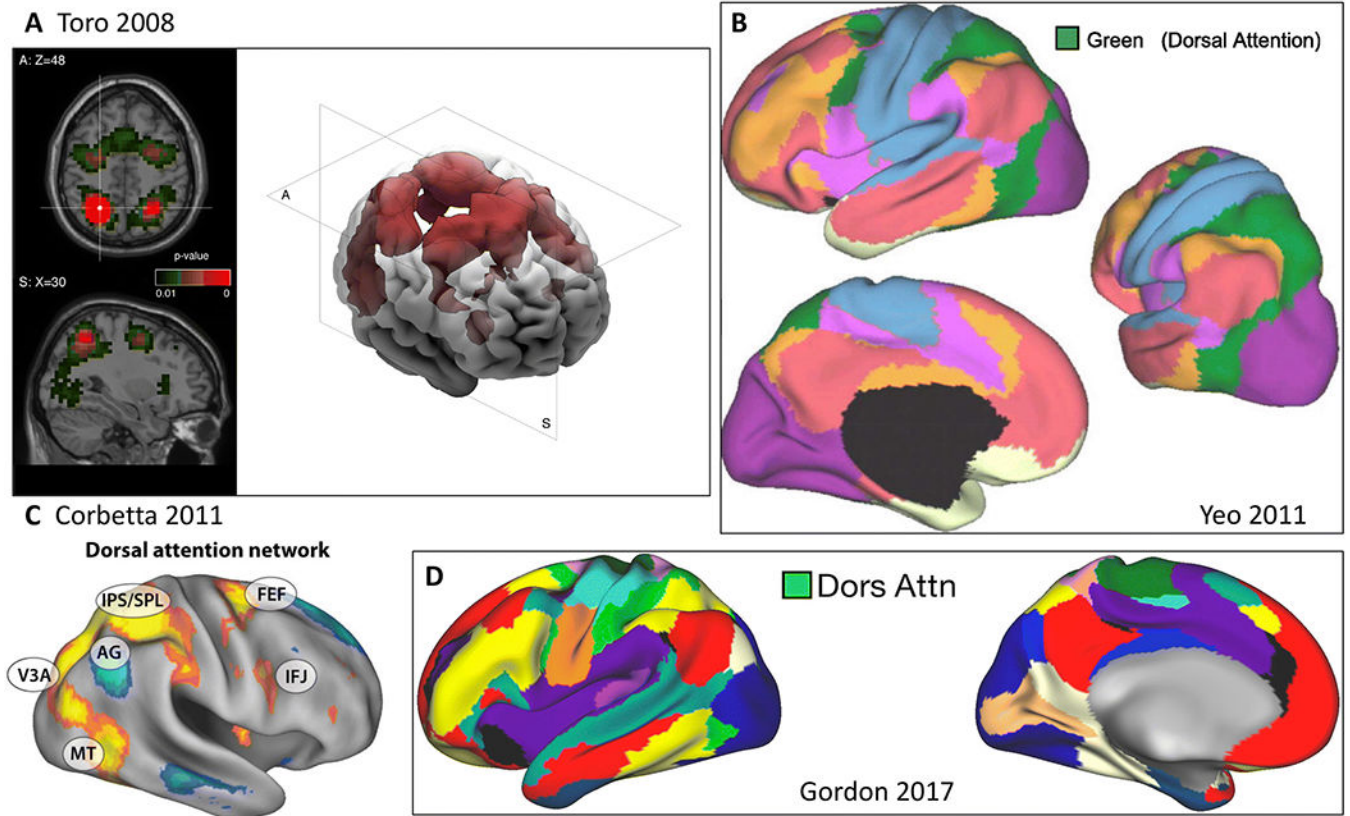 A Toro 2008
A: Z=48
p-value
0.01 0
S: X=30
A
S
B
Green (Dorsal Attention)
Yeo 2011
C Corbetta 2011
Dorsal attention network
IPS/SPL
FEF
AG
V3A
IFJ
MT
D
Dors Attn
Gordon 2017